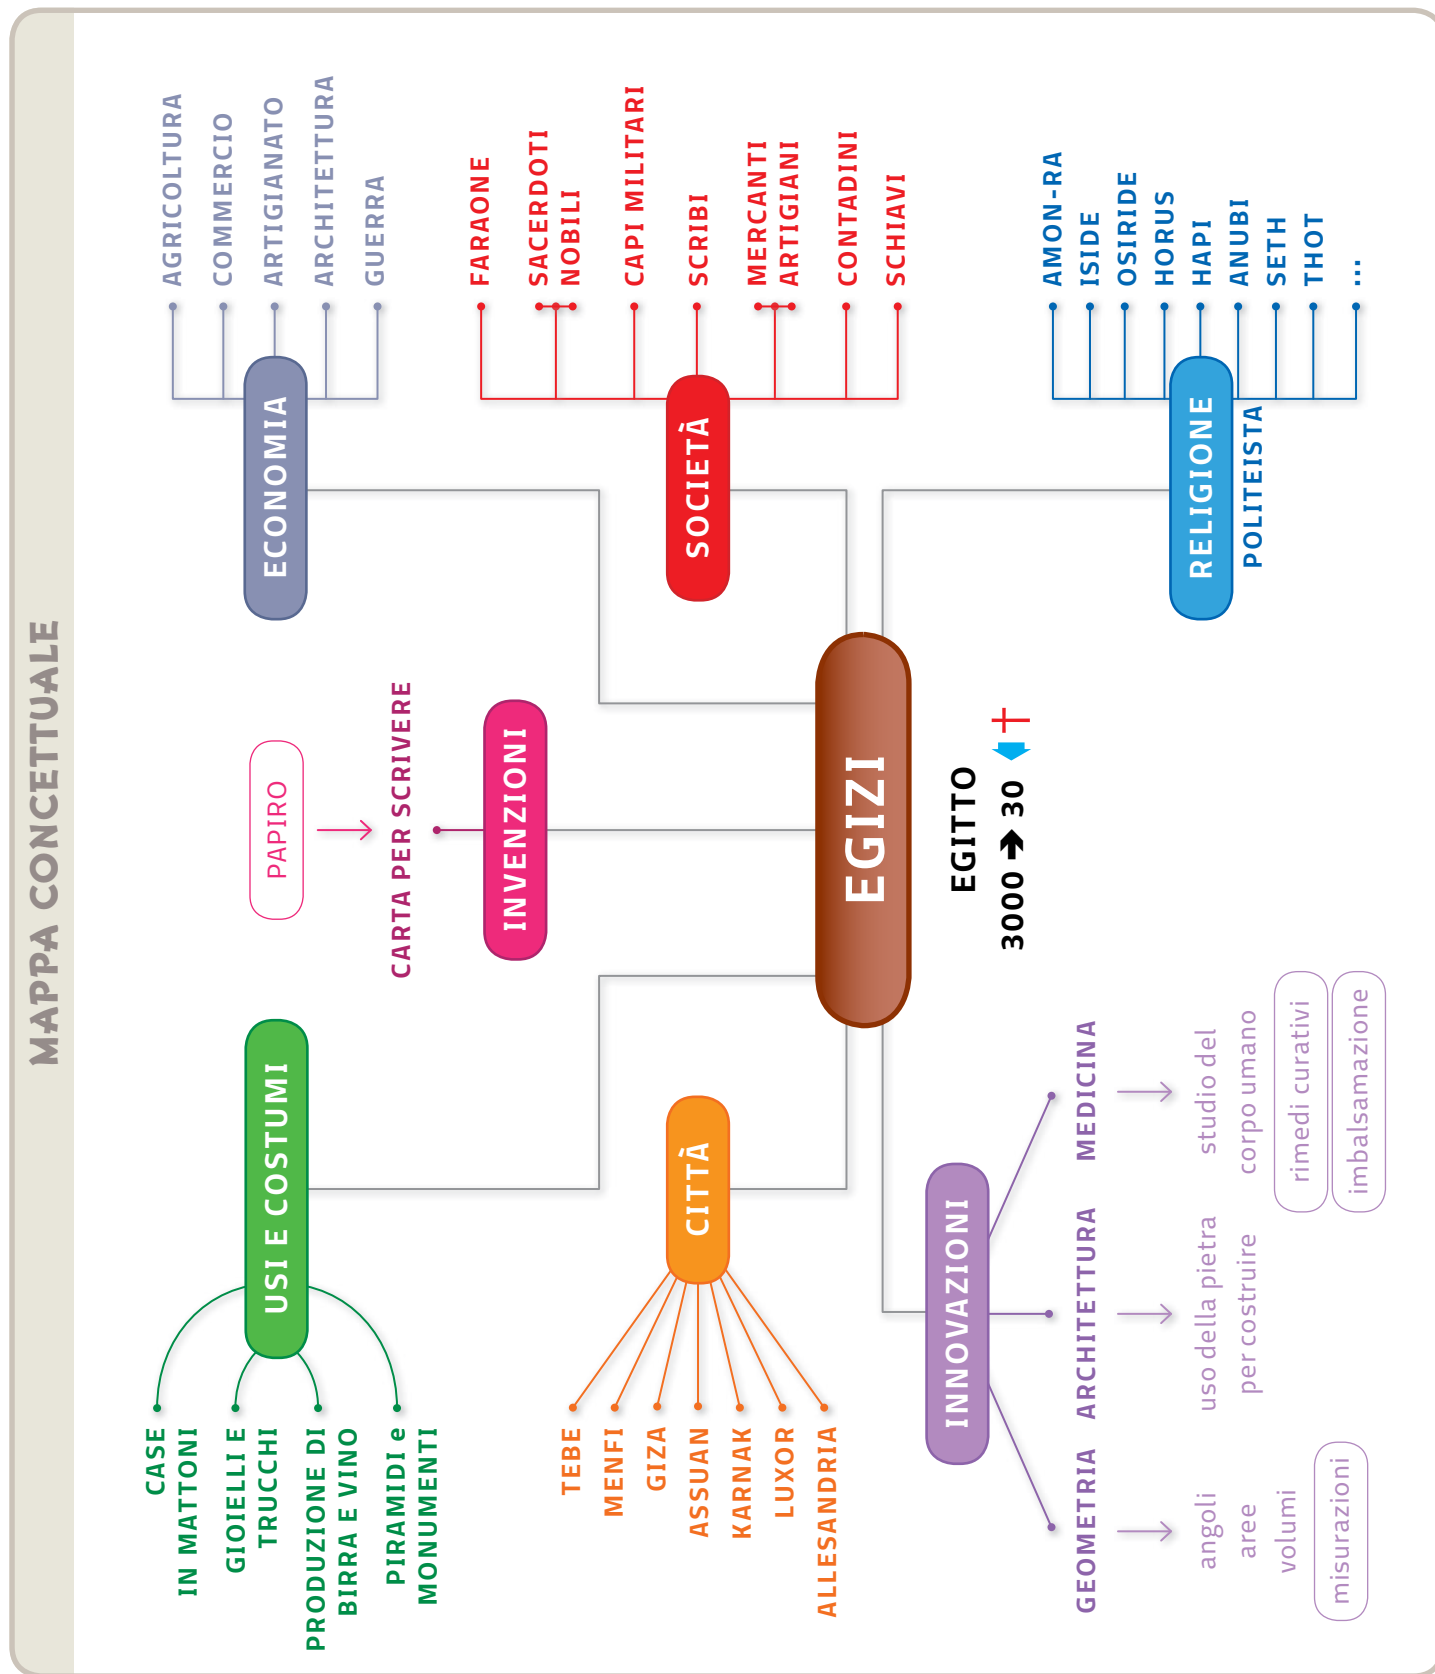 MAPPA CONCETTUALE
USI E COSTUMI
CASE
IN MATTONI
GIOIELLI E
TRUCCHI
PRODUZIONE DI
BIRRA E VINO
PIRAMIDI e
MONUMENTI
PAPIRO
CARTA PER SCRIVERE
INVENZIONI
ECONOMIA
AGRICOLTURA
COMMERCIO
ARTIGIANATO
ARCHITETTURA
GUERRA
CITTÀ
TEBE
MENFI
GIZA
ASSUAN
KARNAK
LUXOR
ALLESANDRIA
SOCIETÀ
FARAONE
SACERDOTI
NOBILI
CAPI MILITARI
SCRIBI
MERCANTI
ARTIGIANI
CONTADINI
SCHIAVI
EGIZI
EGITTO
3000 → 30
INNOVAZIONI
GEOMETRIA
angoli
aree
volumi
misurazioni
ARCHITETTURA
uso della pietra
per costruire
MEDICINA
studio del
corpo umano
rimedi curativi
imbalsamazione
RELIGIONE
POLITEISTA
AMON-RA
ISIDE
OSIRIDE
HORUS
HAPI
ANUBI
SETH
THOT
...